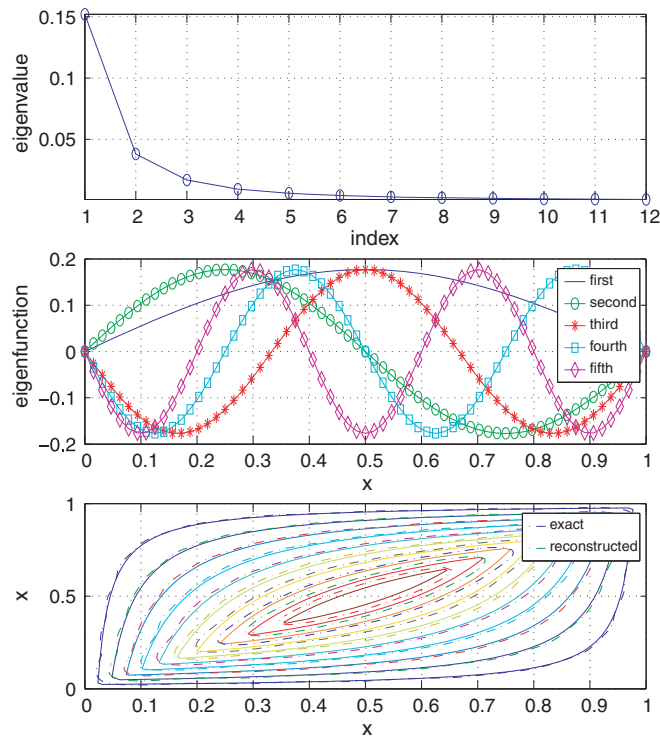 0.15
0.10
0.05
eigenvalue
1 2 3 4 5 6 7 8 9 10 11 12
index
0.2
0.1
0
−0.1
−0.2
eigenfunction
first
second
third
fourth
fifth
0 0.1 0.2 0.3 0.4 0.5 0.6 0.7 0.8 0.9 1
x
1
0.5
0
x
exact
reconstructed
0 0.1 0.2 0.3 0.4 0.5 0.6 0.7 0.8 0.9 1
x